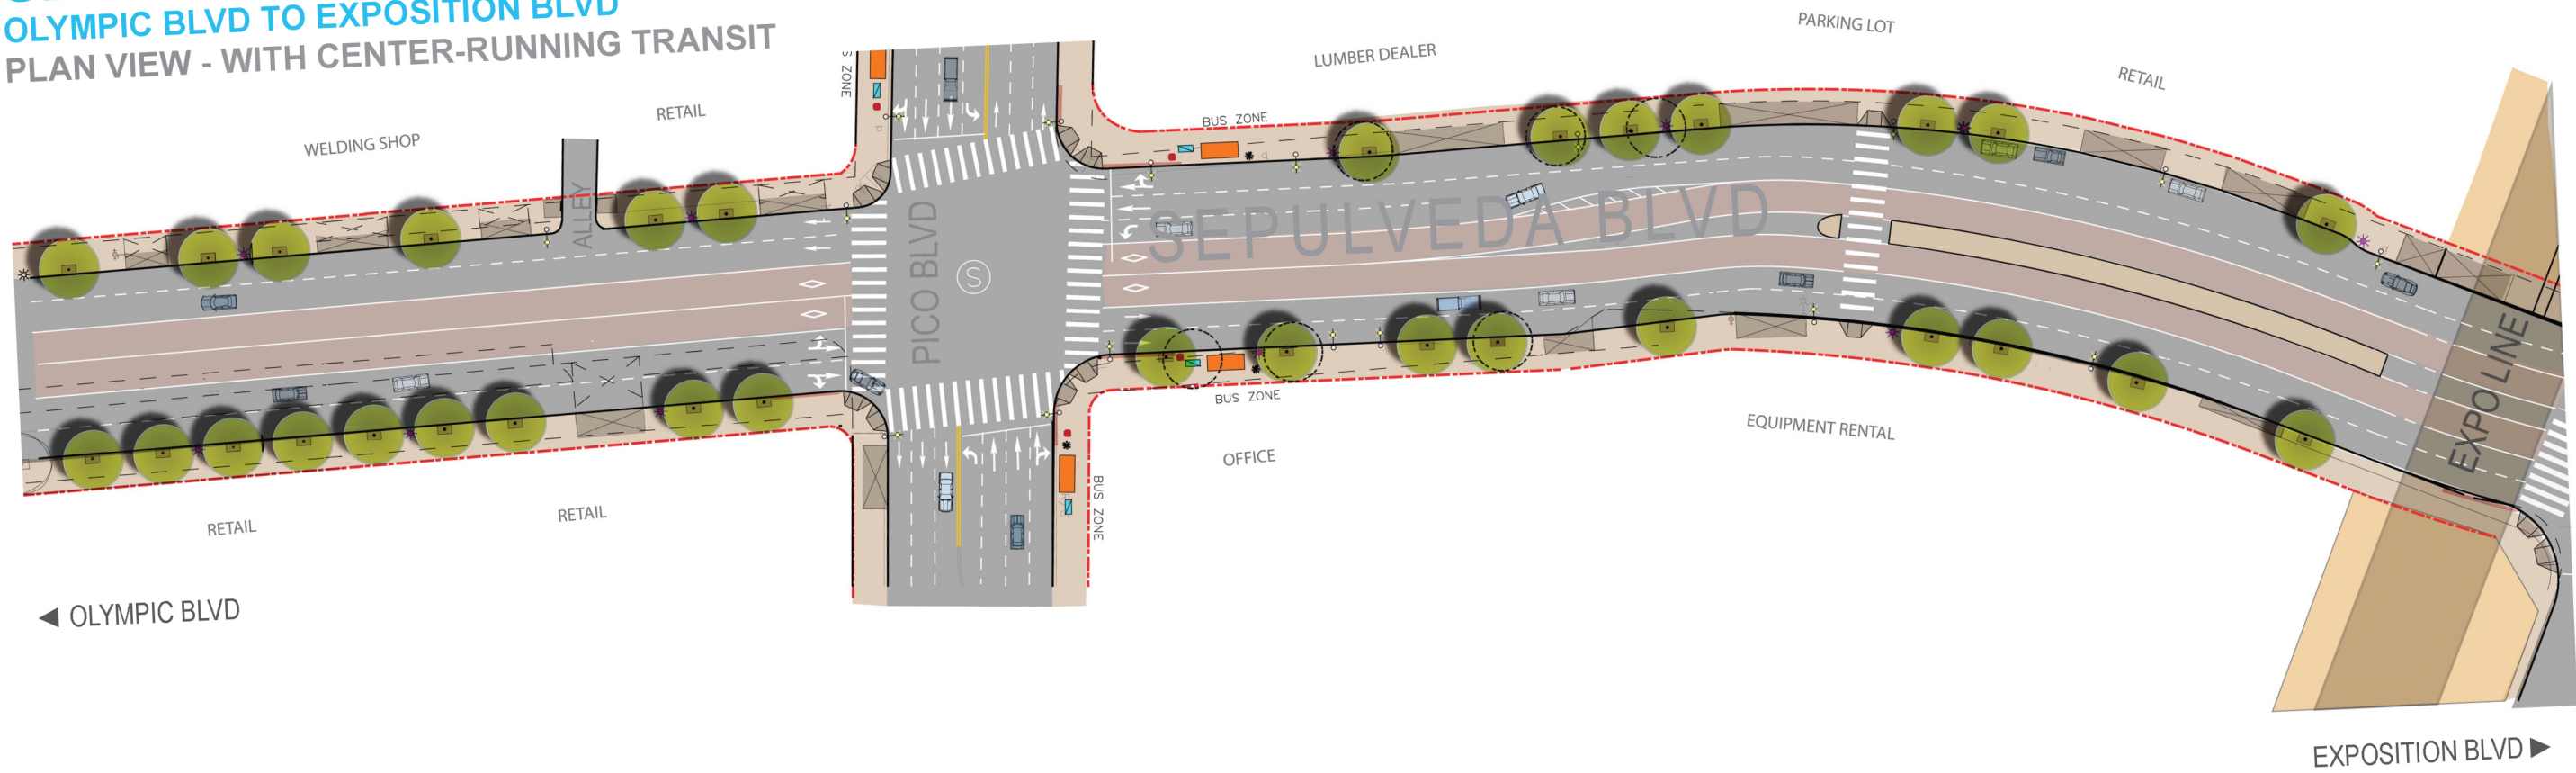 OLYMPIC BLVD TO EXPOSITION BLVD
PLAN VIEW - WITH CENTER-RUNNING TRANSIT
PARKING LOT
LUMBER DEALER
RETAIL
S ZONE
RETAIL
WELDING SHOP
BUS ZONE
ALLEY
PICO BLVD
S
SEPULVEDA BLVD
EXPO LINE
BUS ZONE
EQUIPMENT RENTAL
OFFICE
BUS ZONE
RETAIL
RETAIL
OLYMPIC BLVD
EXPOSITION BLVD